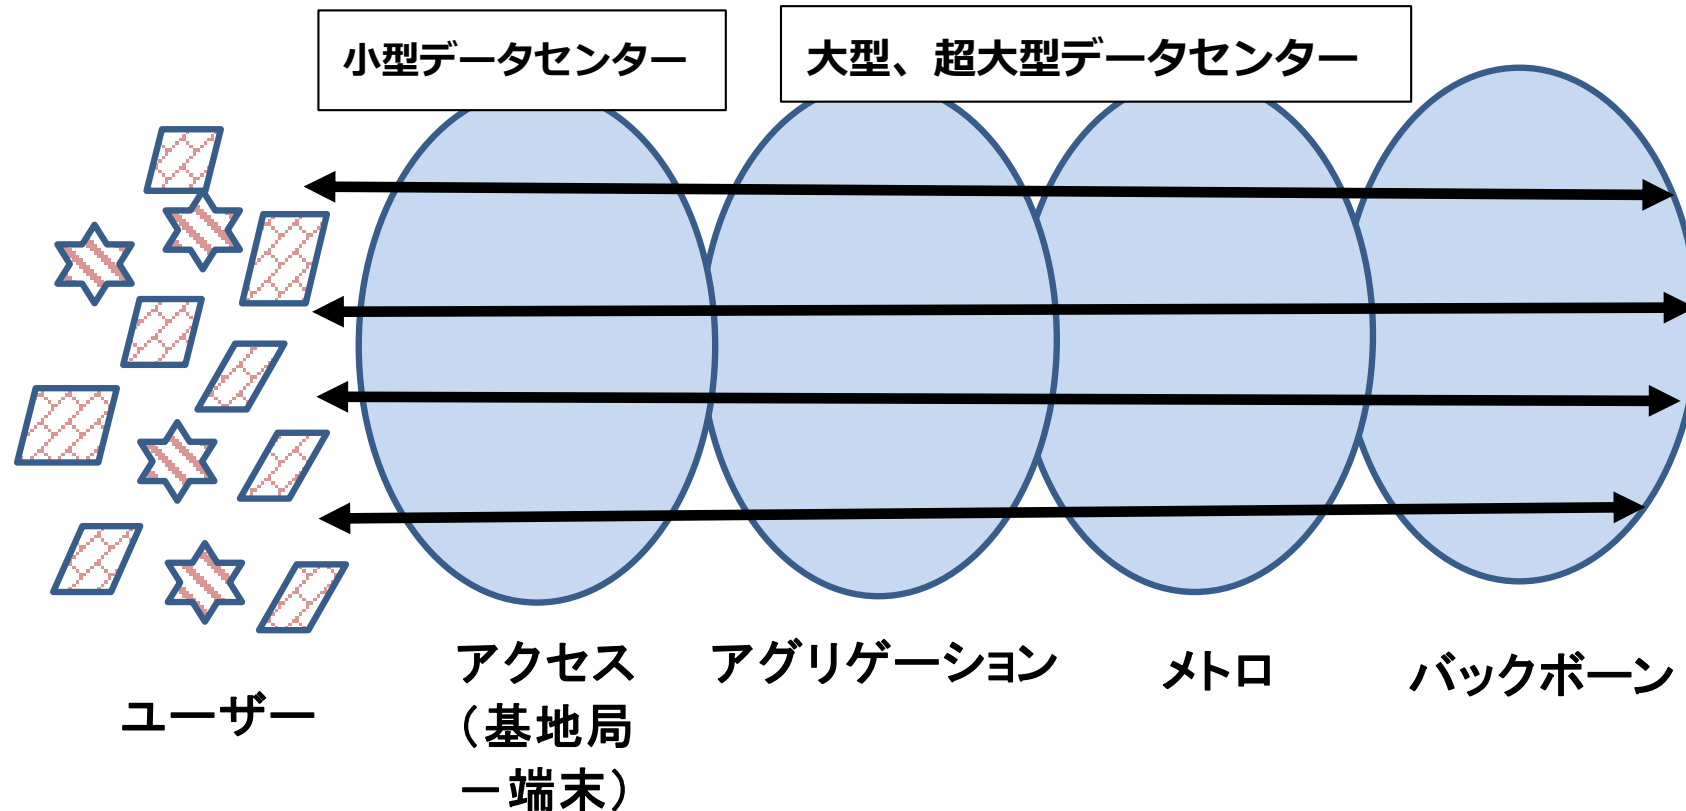 小型データセンター
大型、超大型データセンター
ユーザー
アクセス
（基地局
ー端末）
アグリゲーション
メトロ
バックボーン